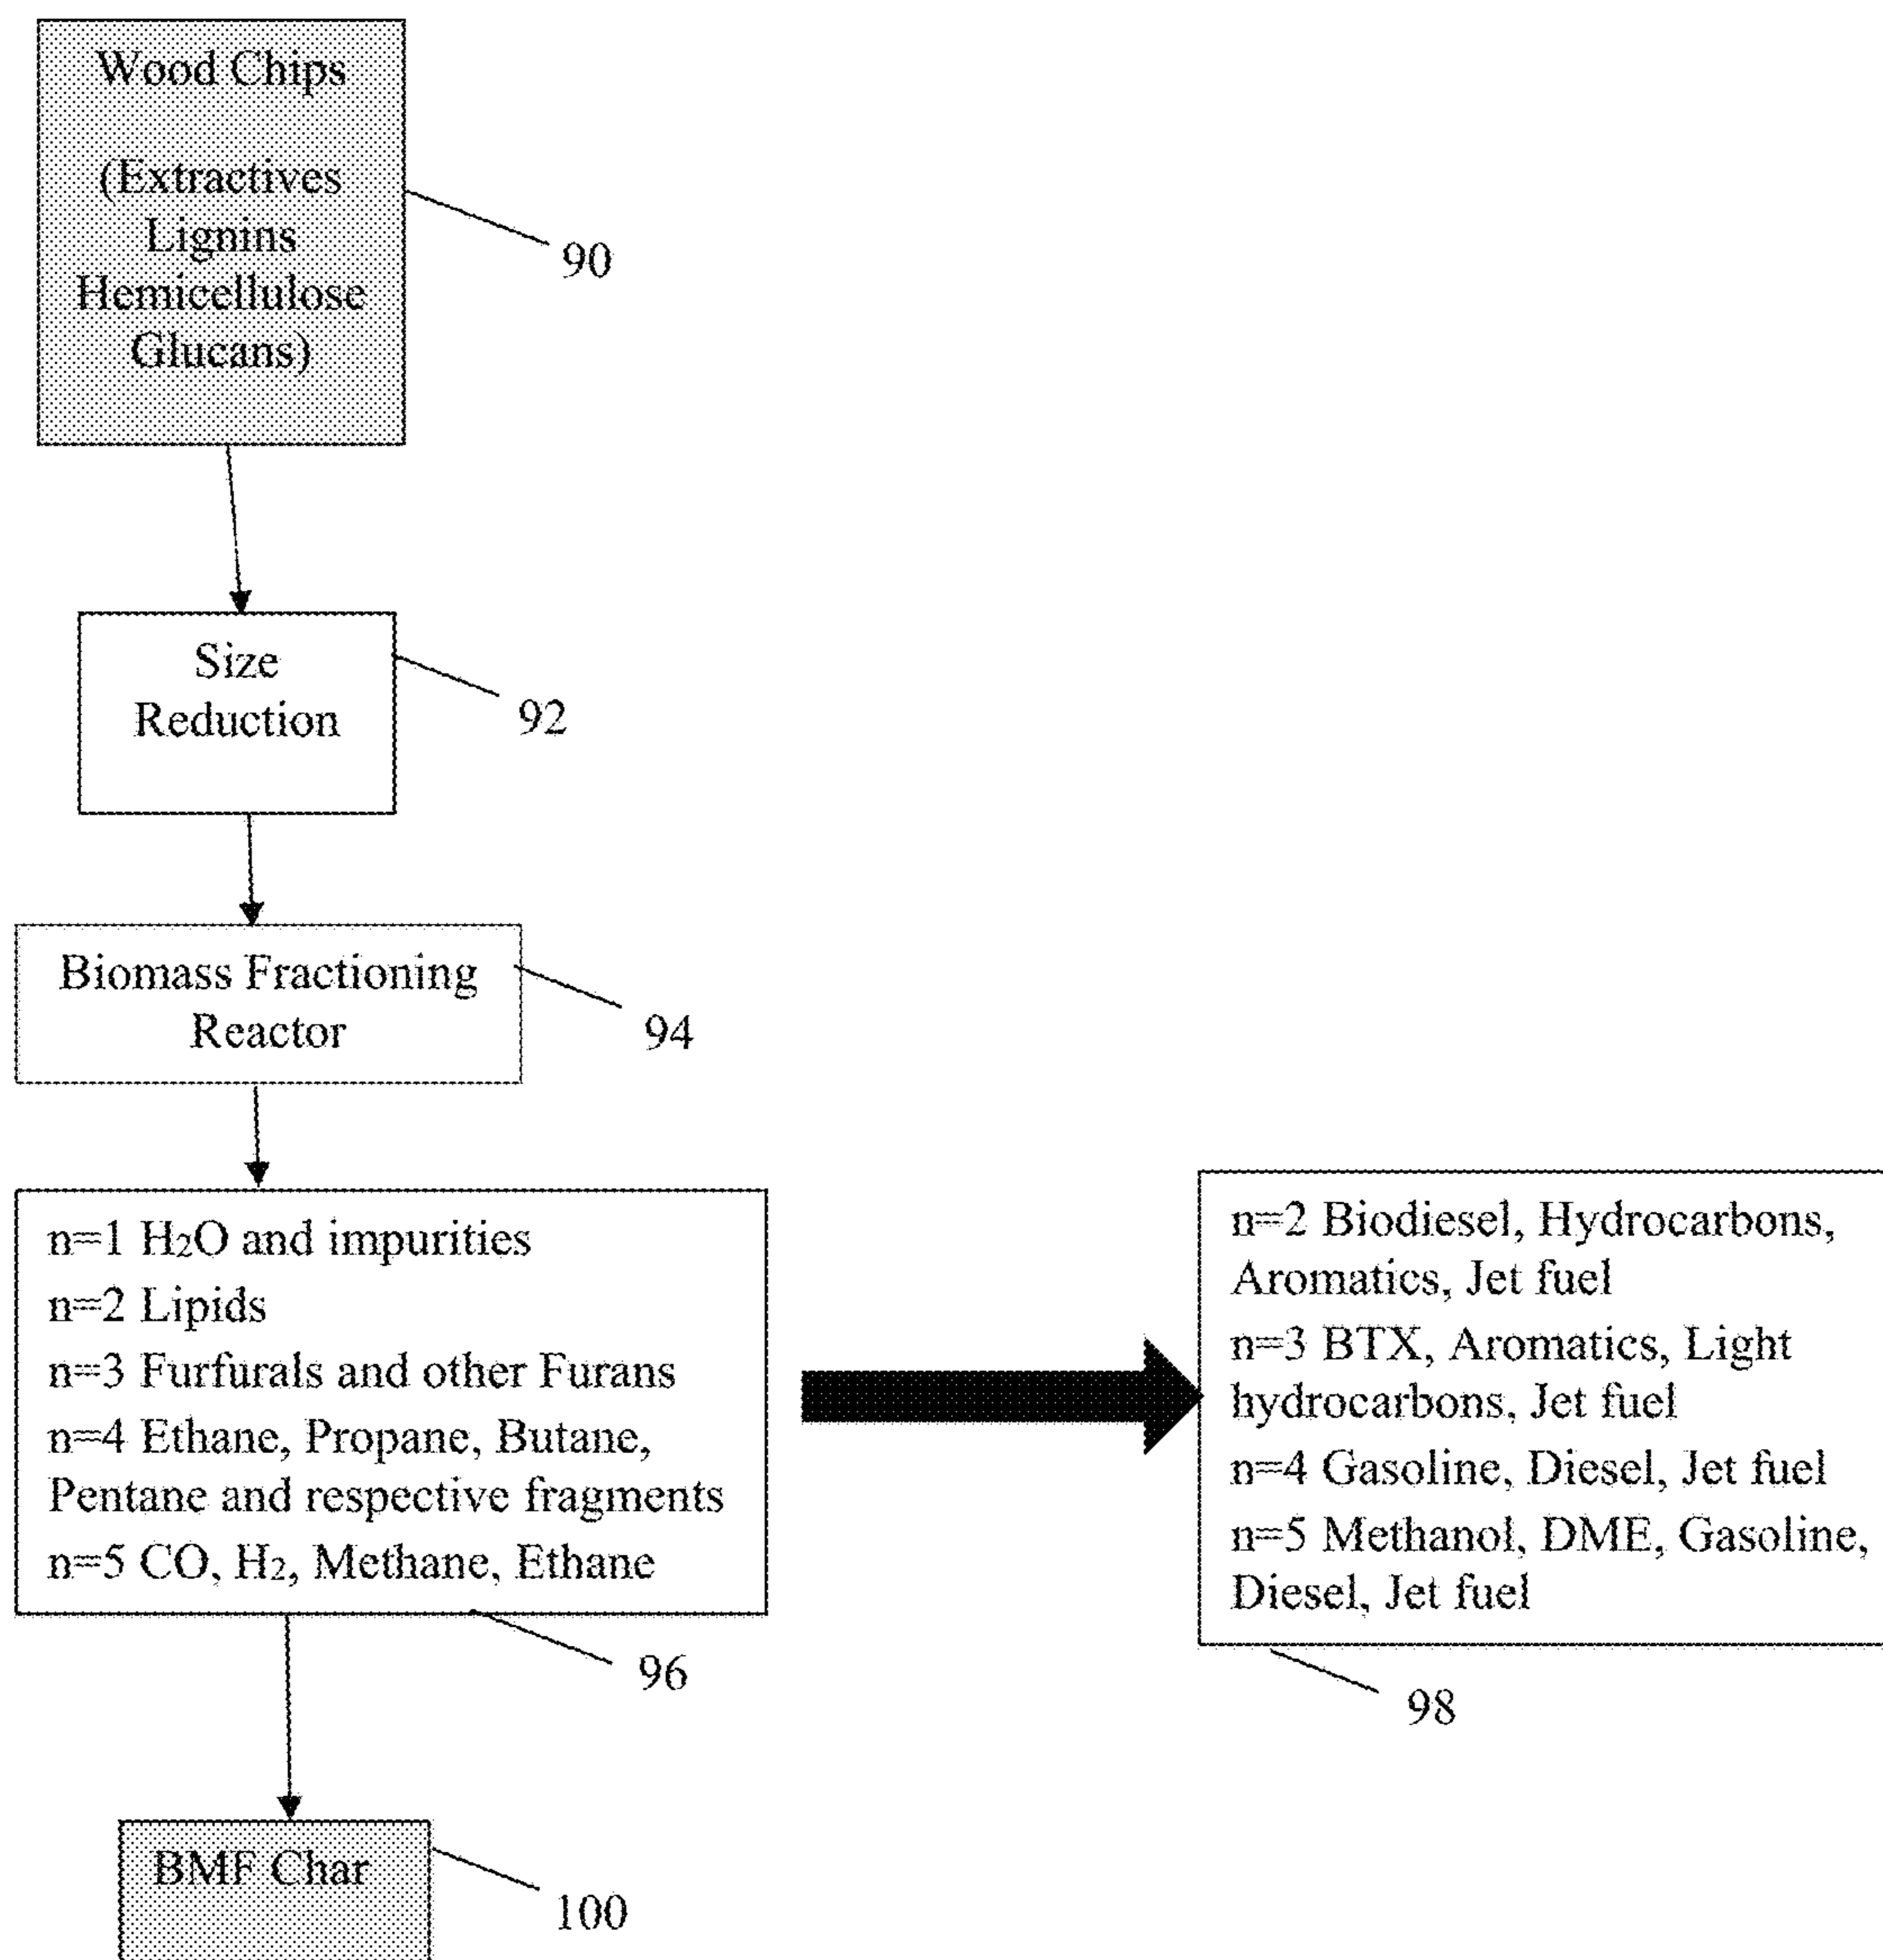 Wood Chips
(Extractives
Lignins
Hemicellulose
Glucans)
90
Size
Reduction
92
Biomass Fractioning
Reactor
94
n=1 H₂O and impurities
n=2 Lipids
n=3 Furfurals and other Furans
n=4 Ethane, Propane, Butane,
Pentane and respective fragments
n=5 CO, H₂, Methane, Ethane
96
n=2 Biodiesel, Hydrocarbons,
Aromatics, Jet fuel
n=3 BTX, Aromatics, Light
hydrocarbons, Jet fuel
n=4 Gasoline, Diesel, Jet fuel
n=5 Methanol, DME, Gasoline,
Diesel, Jet fuel
98
BMF Char
100